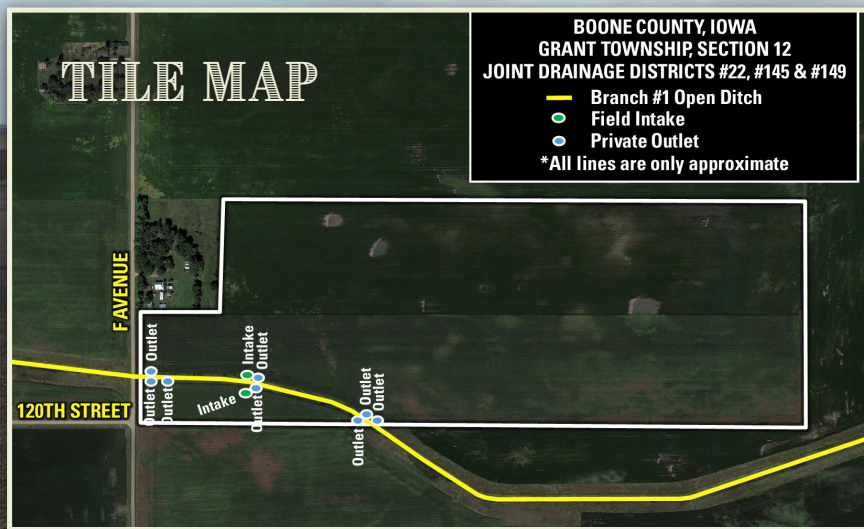 TILE MAP
BOONE COUNTY, IOWA
GRANT TOWNSHIP, SECTION 12
JOINT DRAINAGE DISTRICTS #22, #145 & #149
Branch #1 Open Ditch
Field Intake
Private Outlet
*All lines are only approximate
F AVENUE
120TH STREET
Outlet
Outlet
Outlet
Intake
Outlet
Intake
Outlet
Outlet
Outlet
Outlet